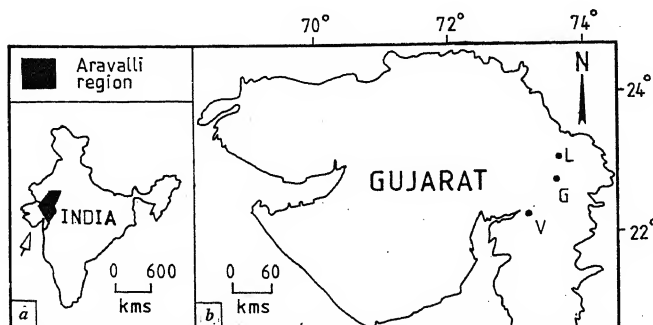 70° 72° 74°
Aravalli
region
N
24°
L
GUJARAT
G
INDIA
V
22°
0 600
kms
0 60
kms
a
b